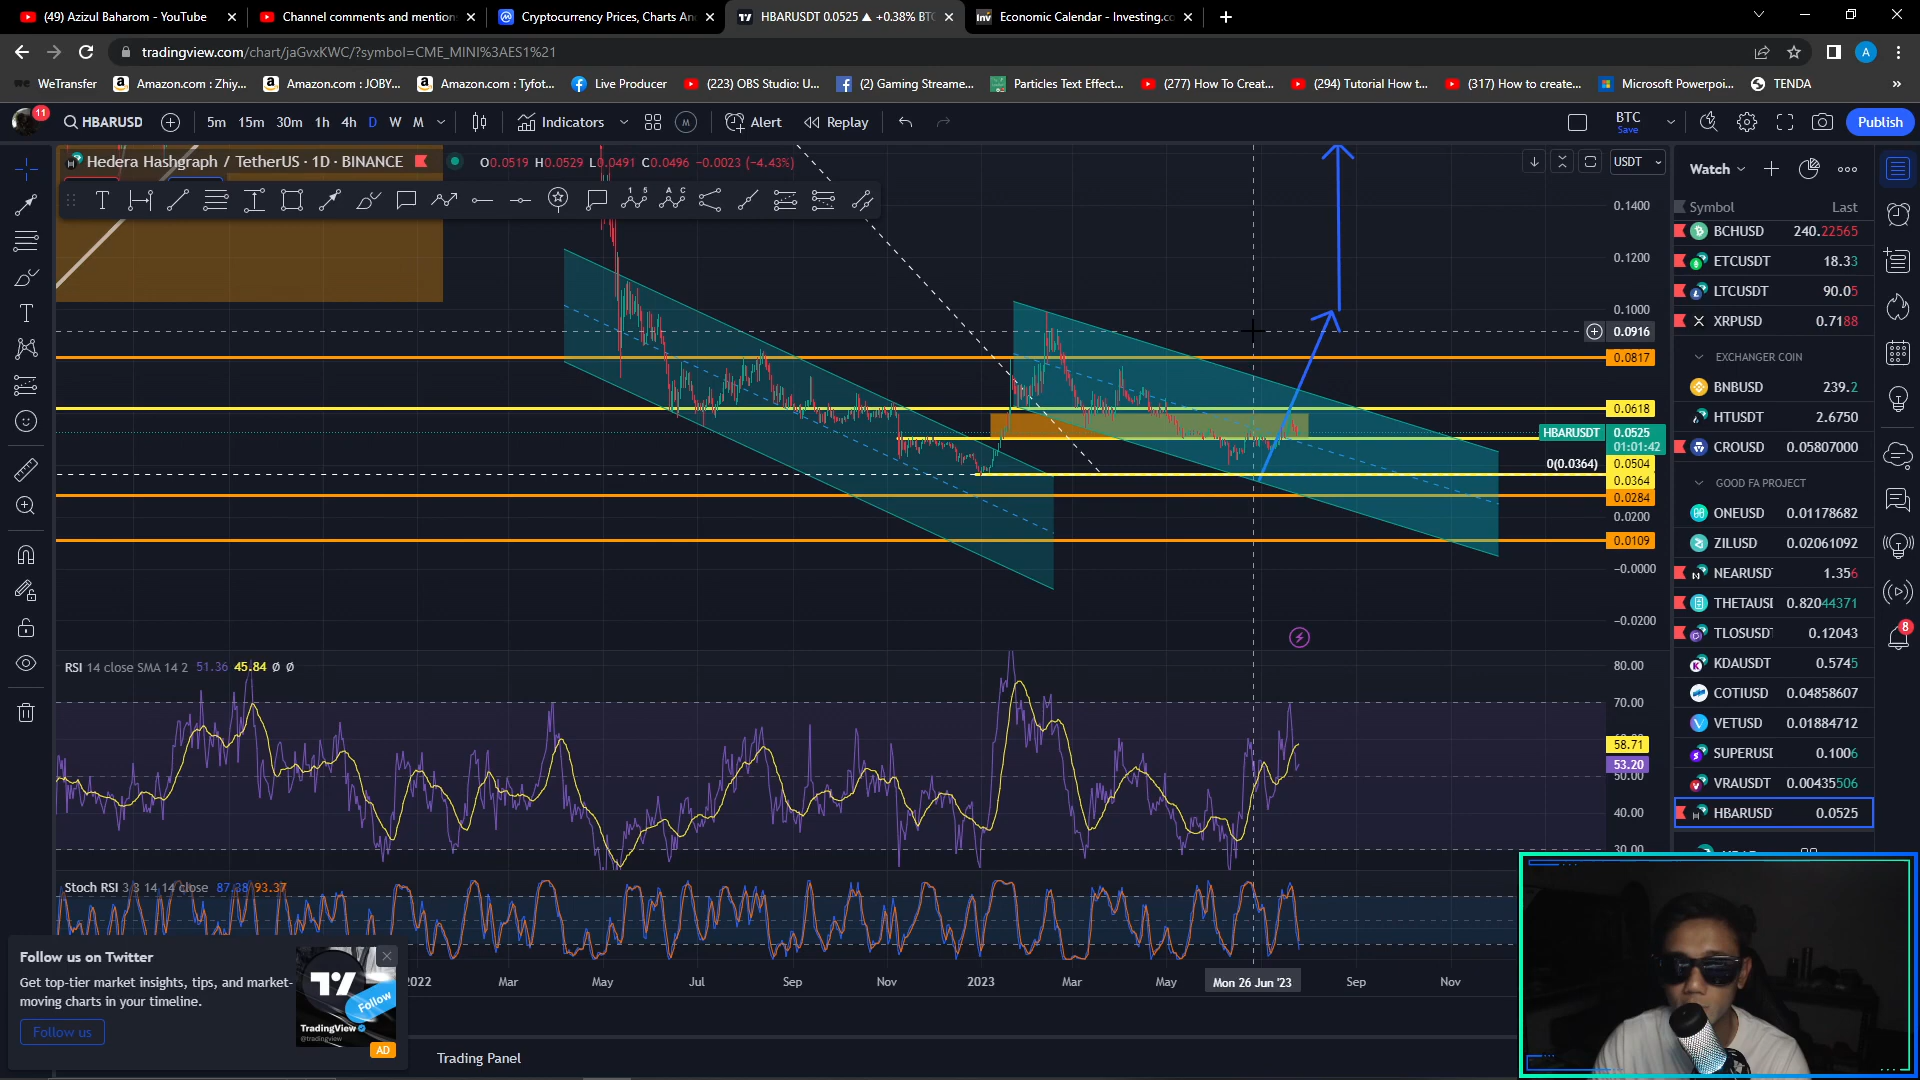 (49) Azizul Baharom - YouTube
Channel comments and mention
Cryptocurrency Prices, Charts An
HBARUSDT 0.0525 ▲ +0.38% BTC
Economic Calendar - Investing.co
tradingview.com/chart/jaGvxKWC/?symbol=CME_MINI%3AES1%21
WeTransfer
Amazon.com : Zhiy...
Amazon.com : JOBY...
Amazon.com : Tyfot...
Live Producer
(223) OBS Studio: U...
(2) Gaming Streame...
Particles Text Effect...
(277) How To Creat...
(294) Tutorial How t...
(317) How to create...
Microsoft Powerpoi...
TENDA
11
HBARUSD
5m 15m 30m 1h 4h D W M
Indicators
Alert
Replay
BTC
Save
Publish
Hedera Hashgraph / TetherUS · 1D · BINANCE
O0.0519 H0.0529 L0.0491 C0.0496 −0.0023 (−4.43%)
USDT
0.1400
0.1200
0.1000
0.0916
0.0817
0.0618
HBARUSDT 0.0525
01:01:42
0.0504
0(0.0364)
0.0364
0.0284
0.0200
0.0109
−0.0000
−0.0200
RSI 14 close SMA 14 2 51.36 45.84 Ø Ø
80.00
70.00
58.71
53.20
50.00
40.00
30.00
Stoch RSI 3 3 14 14 close 87.38 93.37
2022 Mar May Jul Sep Nov 2023 Mar May Mon 26 Jun '23 Sep Nov
Watch
Symbol Last
BCHUSD 240.22565
ETCUSDT 18.33
LTCUSDT 90.05
XRPUSD 0.7188
EXCHANGER COIN
BNBUSD 239.2
HTUSDT 2.6750
CROUSD 0.05807000
GOOD FA PROJECT
ONEUSD 0.01178682
ZILUSD 0.02061092
NEARUSD 1.356
THETAUSI 0.82044371
TLOSUSD 0.12043
KDAUSDT 0.5745
COTIUSD 0.04858607
VETUSD 0.01884712
SUPERUSI 0.1006
VRAUSDT 0.00435506
HBARUSD 0.0525
8
Follow us on Twitter
Get top-tier market insights, tips, and market-
moving charts in your timeline.
Follow us
Follow
TradingView
@tradingview
AD
Trading Panel